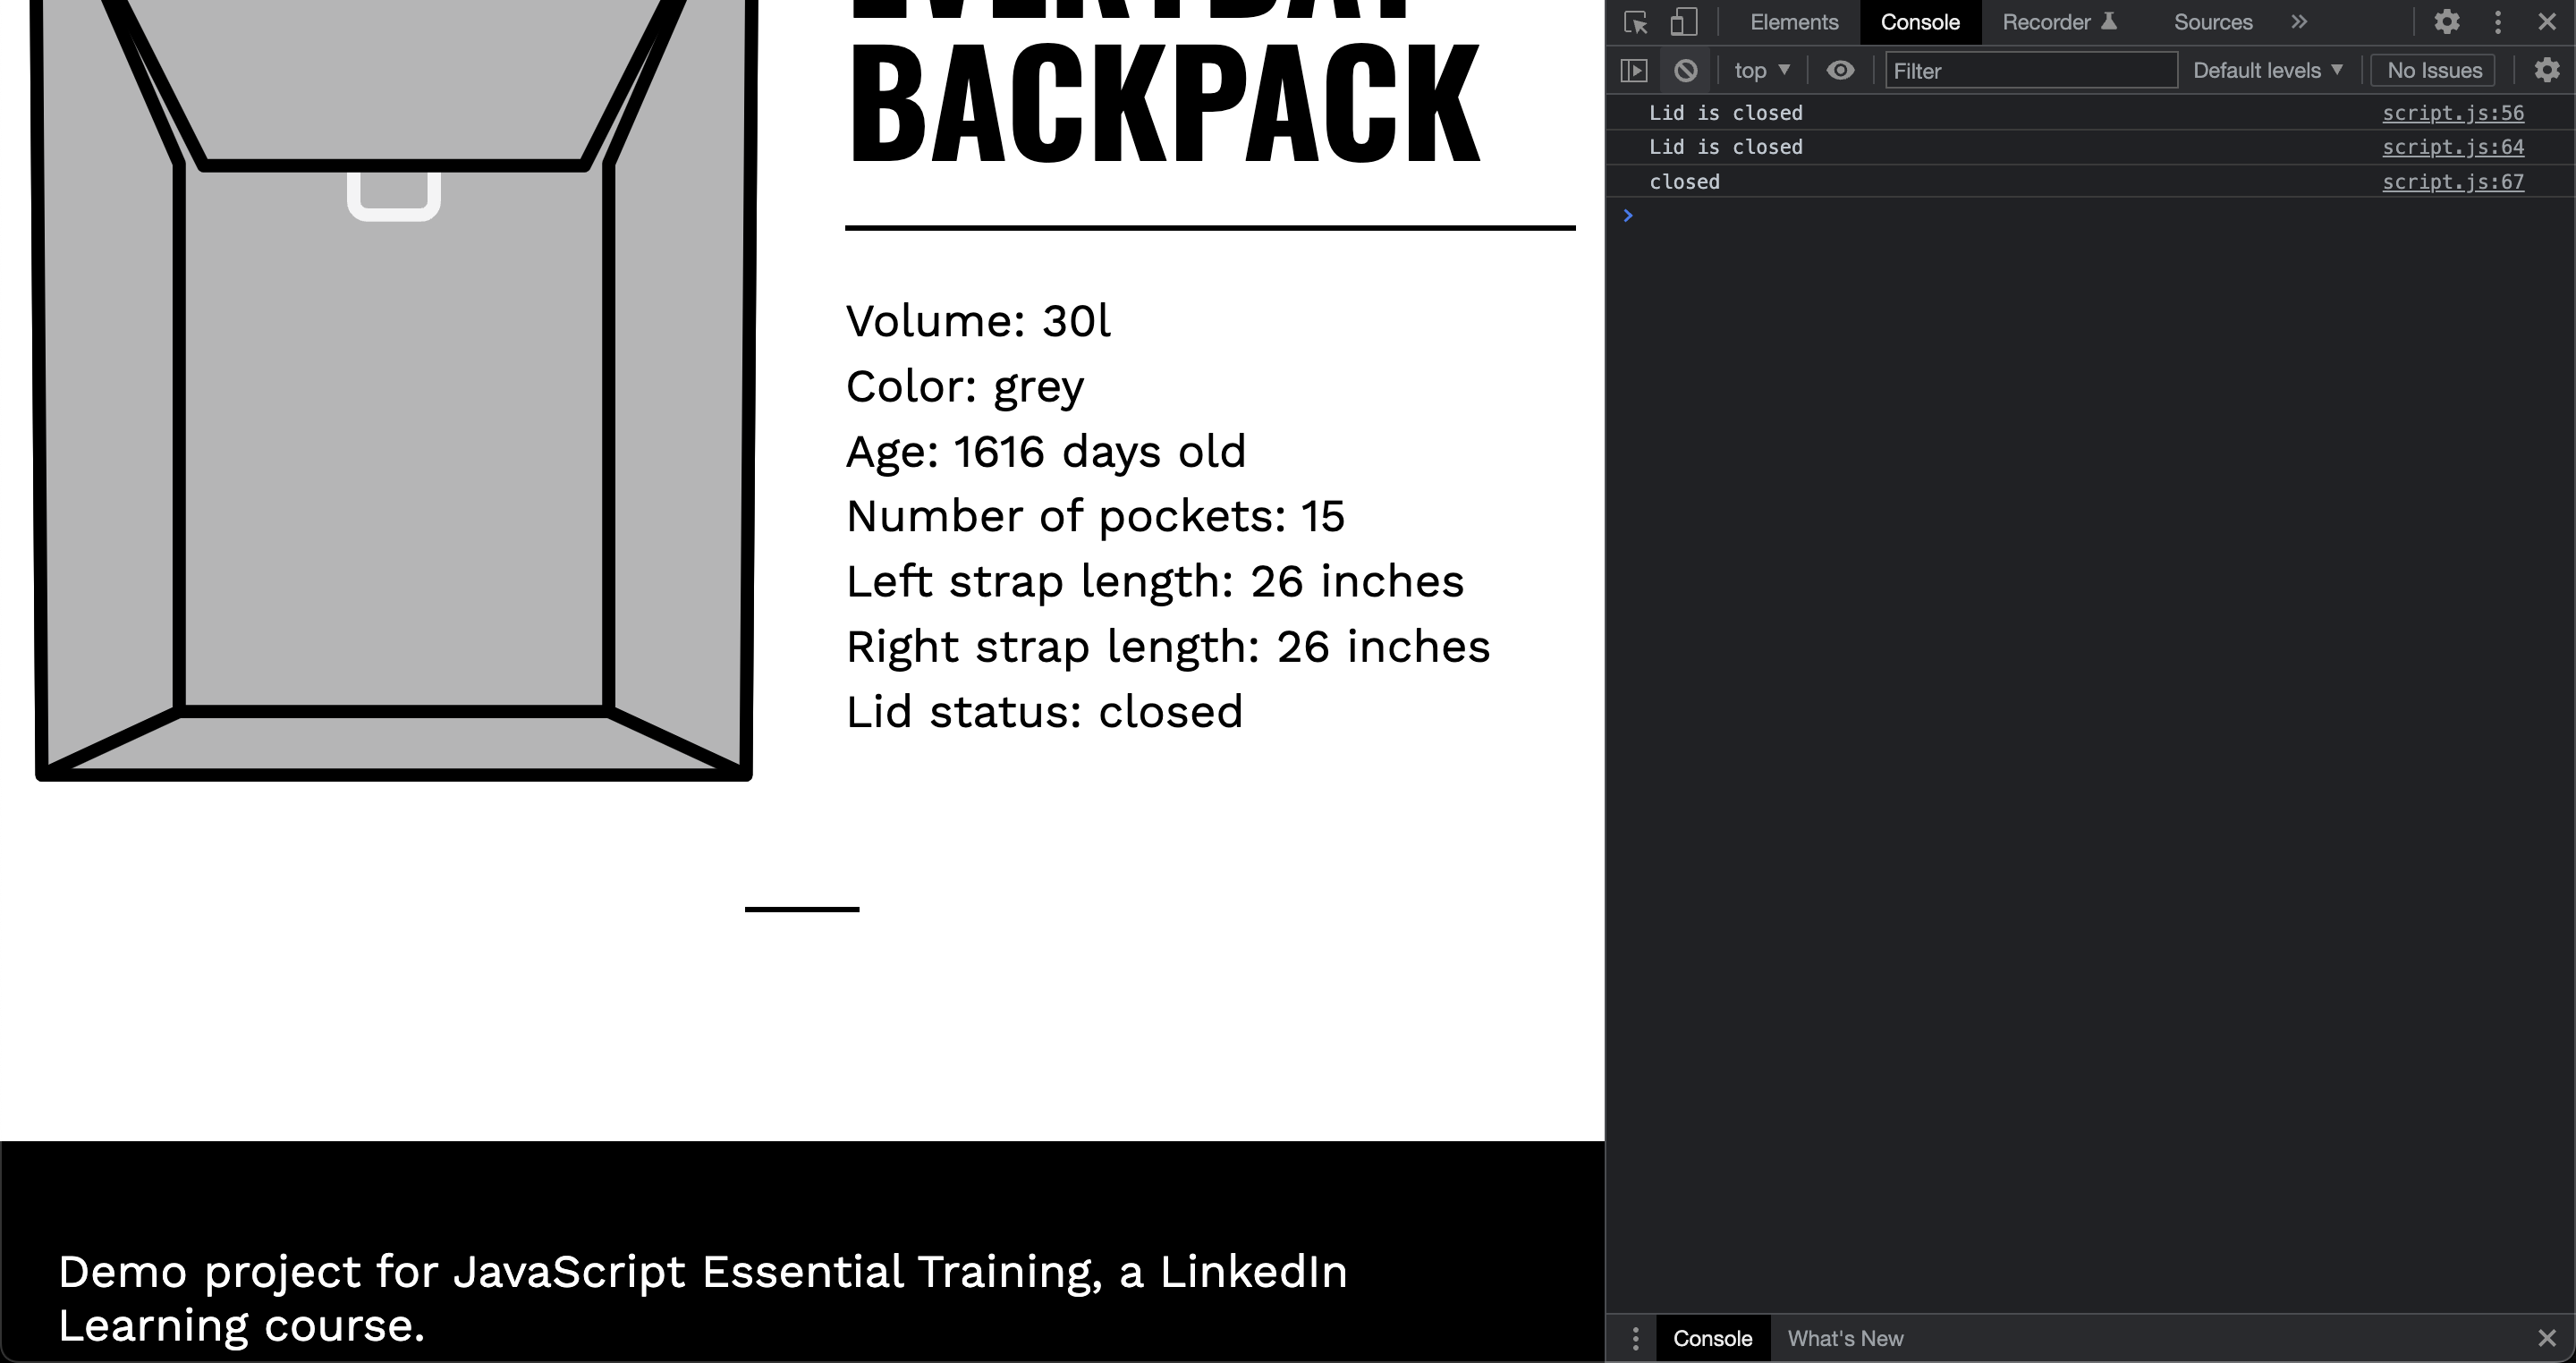 EVERYDAY
BACKPACK
Volume: 30l
Color: grey
Age: 1616 days old
Number of pockets: 15
Left strap length: 26 inches
Right strap length: 26 inches
Lid status: closed
Demo project for JavaScript Essential Training, a LinkedIn
Learning course.
Elements Console Recorder Sources
top Filter Default levels No Issues
Lid is closed script.js:56
Lid is closed script.js:64
closed script.js:67
Console What's New